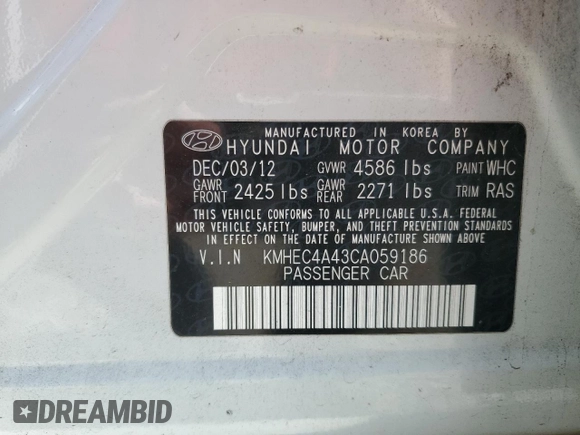 MANUFACTURED IN KOREA BY
HYUNDAI MOTOR COMPANY
DEC/03/12 GVWR 4586 lbs PAINT WHC
GAWR FRONT 2425 lbs GAWR REAR 2271 lbs TRIM RAS
THIS VEHICLE CONFORMS TO ALL APPLICABLE U.S.A. FEDERAL
MOTOR VEHICLE SAFETY, BUMPER, AND THEFT PREVENTION STANDARDS
IN EFFECT ON THE DATE OF MANUFACTURE SHOWN ABOVE.
V.I.N KMHEC4A43CA059186
PASSENGER CAR
DREAMBID